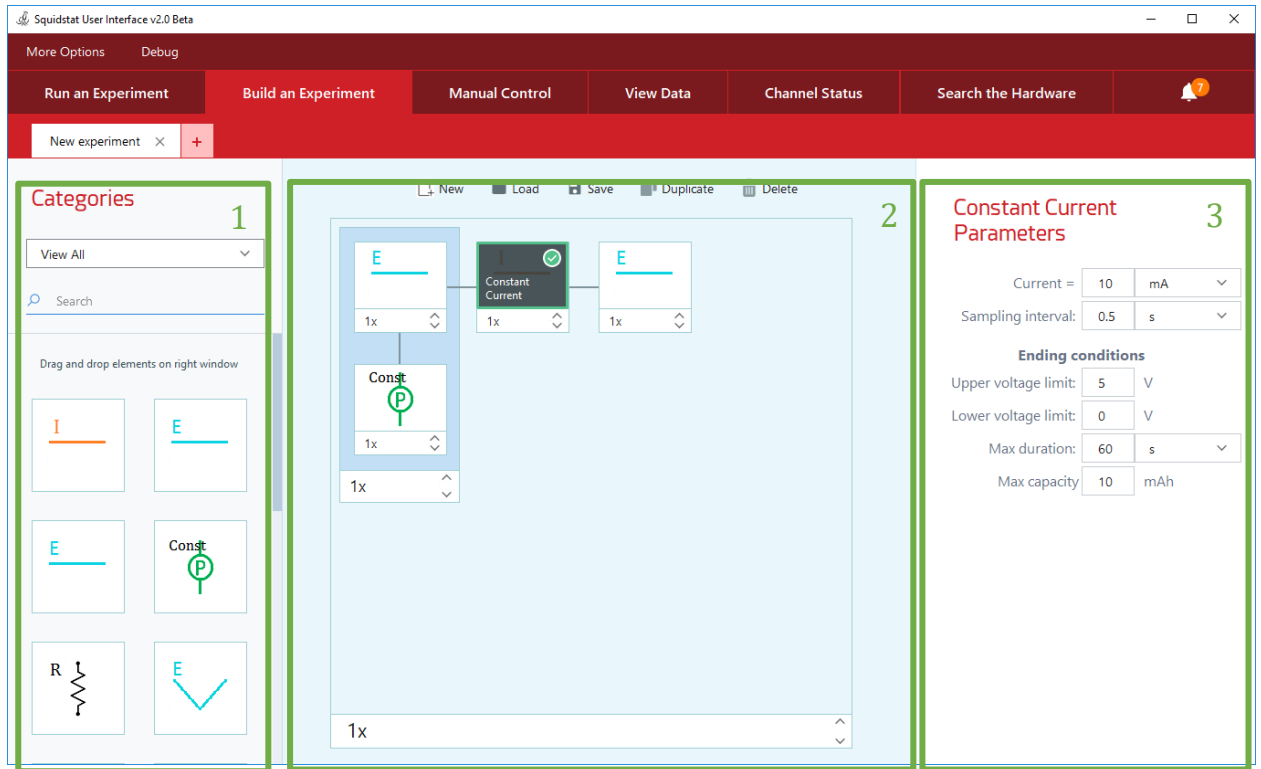 Squidstat User Interface v2.0 Beta
More Options Debug
Run an Experiment Build an Experiment Manual Control View Data Channel Status Search the Hardware 7
New experiment × +
Categories
1
View All
Search
Drag and drop elements on right window
I E
E Const
P
R E
New Load Save Duplicate Delete
2
E I E
Constant
Current
1x 1x 1x
Const
P
1x
1x
1x
Constant Current
Parameters
3
Current = 10 mA
Sampling interval: 0.5 s
Ending conditions
Upper voltage limit: 5 V
Lower voltage limit: 0 V
Max duration: 60 s
Max capacity 10 mAh